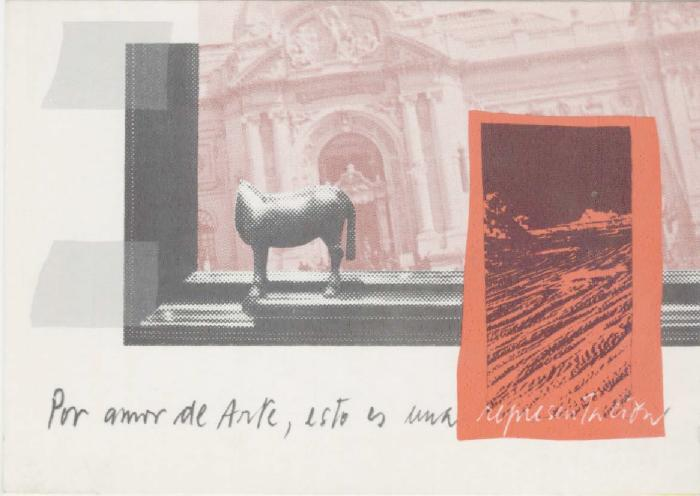 Por amor de Arte, esto es una representación